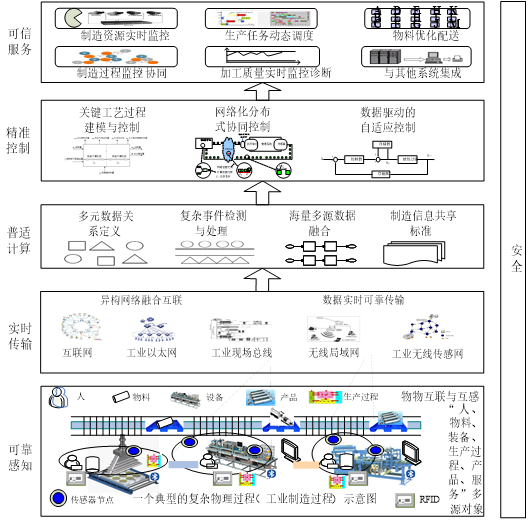 可信
服务
制造资源实时监控
生产任务动态调度
物料优化配送
制造过程监控协同
加工质量实时监控诊断
与其他系统集成
精准
控制
关键工艺过程
建模与控制
网络化分布
式协同控制
数据驱动的
自适应控制
普适
计算
多元数据关
系定义
复杂事件检测
与处理
海量多源数据
融合
制造信息共享
标准
实时
传输
异构网络融合互联
数据实时可靠传输
互联网
工业以太网
工业现场总线
无线局域网
工业无线传感网
可靠
感知
人
物料
设备
产品
生产过程
物物互联与互感
“人、
物料、
装备、
生产过
程、产
品、服
务”多
源对象
传感器节点
一个典型的复杂物理过程(工业制造过程)示意图
RFID
安
全